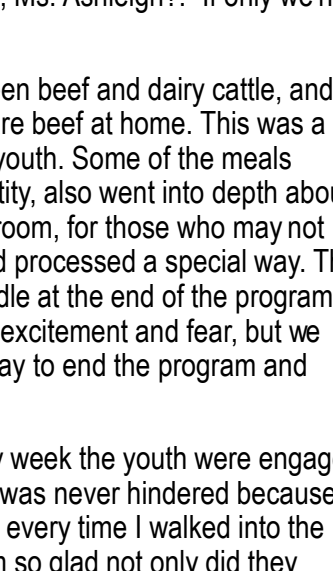 , Ms. Ashleigh?! "If only we'r
en beef and dairy cattle, and
re beef at home. This was a
youth. Some of the meals
tity, also went into depth abou
room, for those who may not
d processed a special way. Th
dle at the end of the program
excitement and fear, but we
ay to end the program and
y week the youth were engag
was never hindered because
every time I walked into the
n so glad not only did they